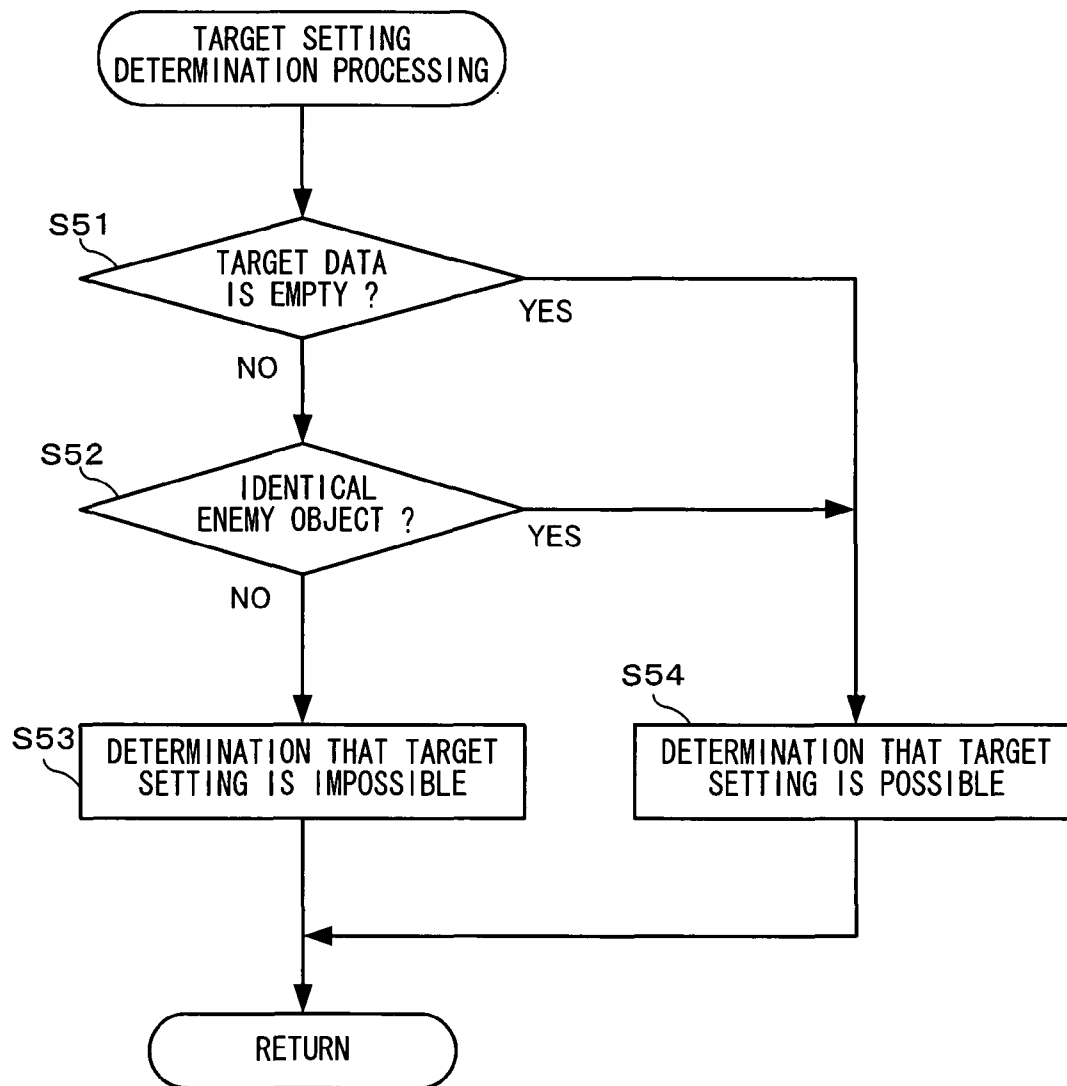 TARGET SETTING
DETERMINATION PROCESSING
S51
TARGET DATA
IS EMPTY ?
YES
NO
S52
IDENTICAL
ENEMY OBJECT ?
YES
NO
S53
DETERMINATION THAT TARGET
SETTING IS IMPOSSIBLE
S54
DETERMINATION THAT TARGET
SETTING IS POSSIBLE
RETURN